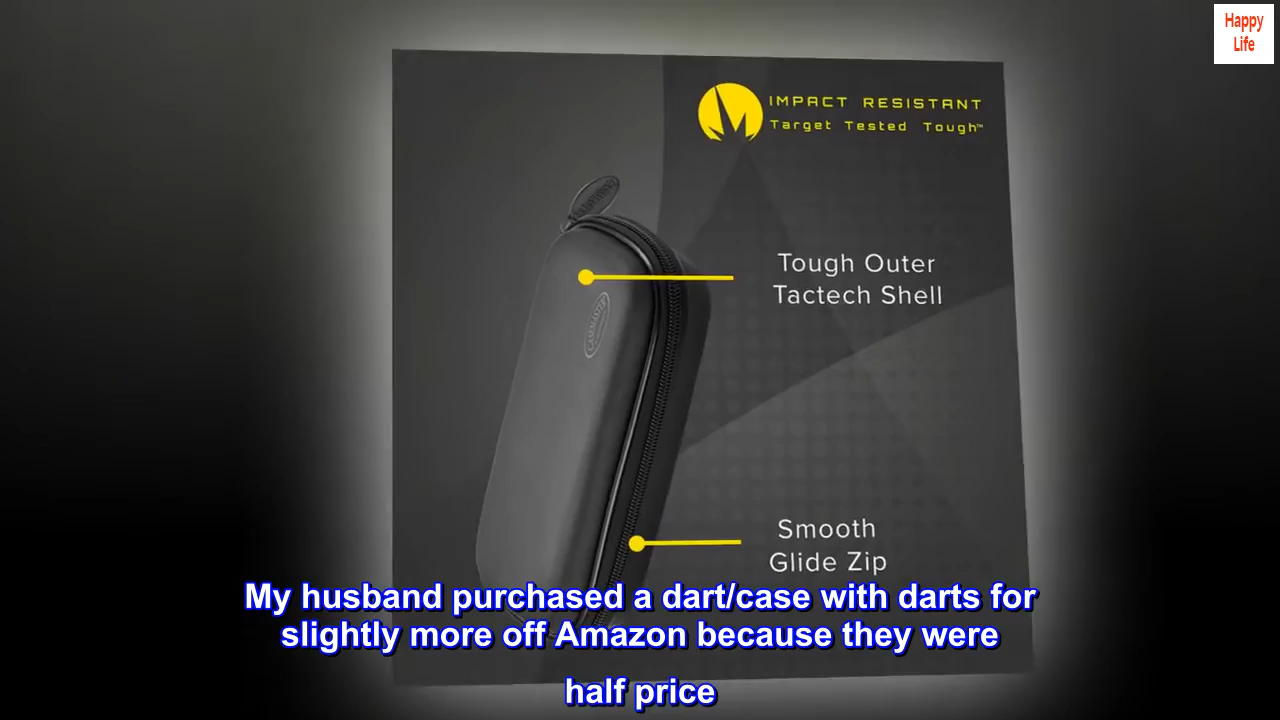 Happy
Life
IMPACT RESISTANT
Target Tested Tough™
Tough Outer
Tactech Shell
Smooth
Glide Zip
My husband purchased a dart/case with darts for
slightly more off Amazon because they were
half price